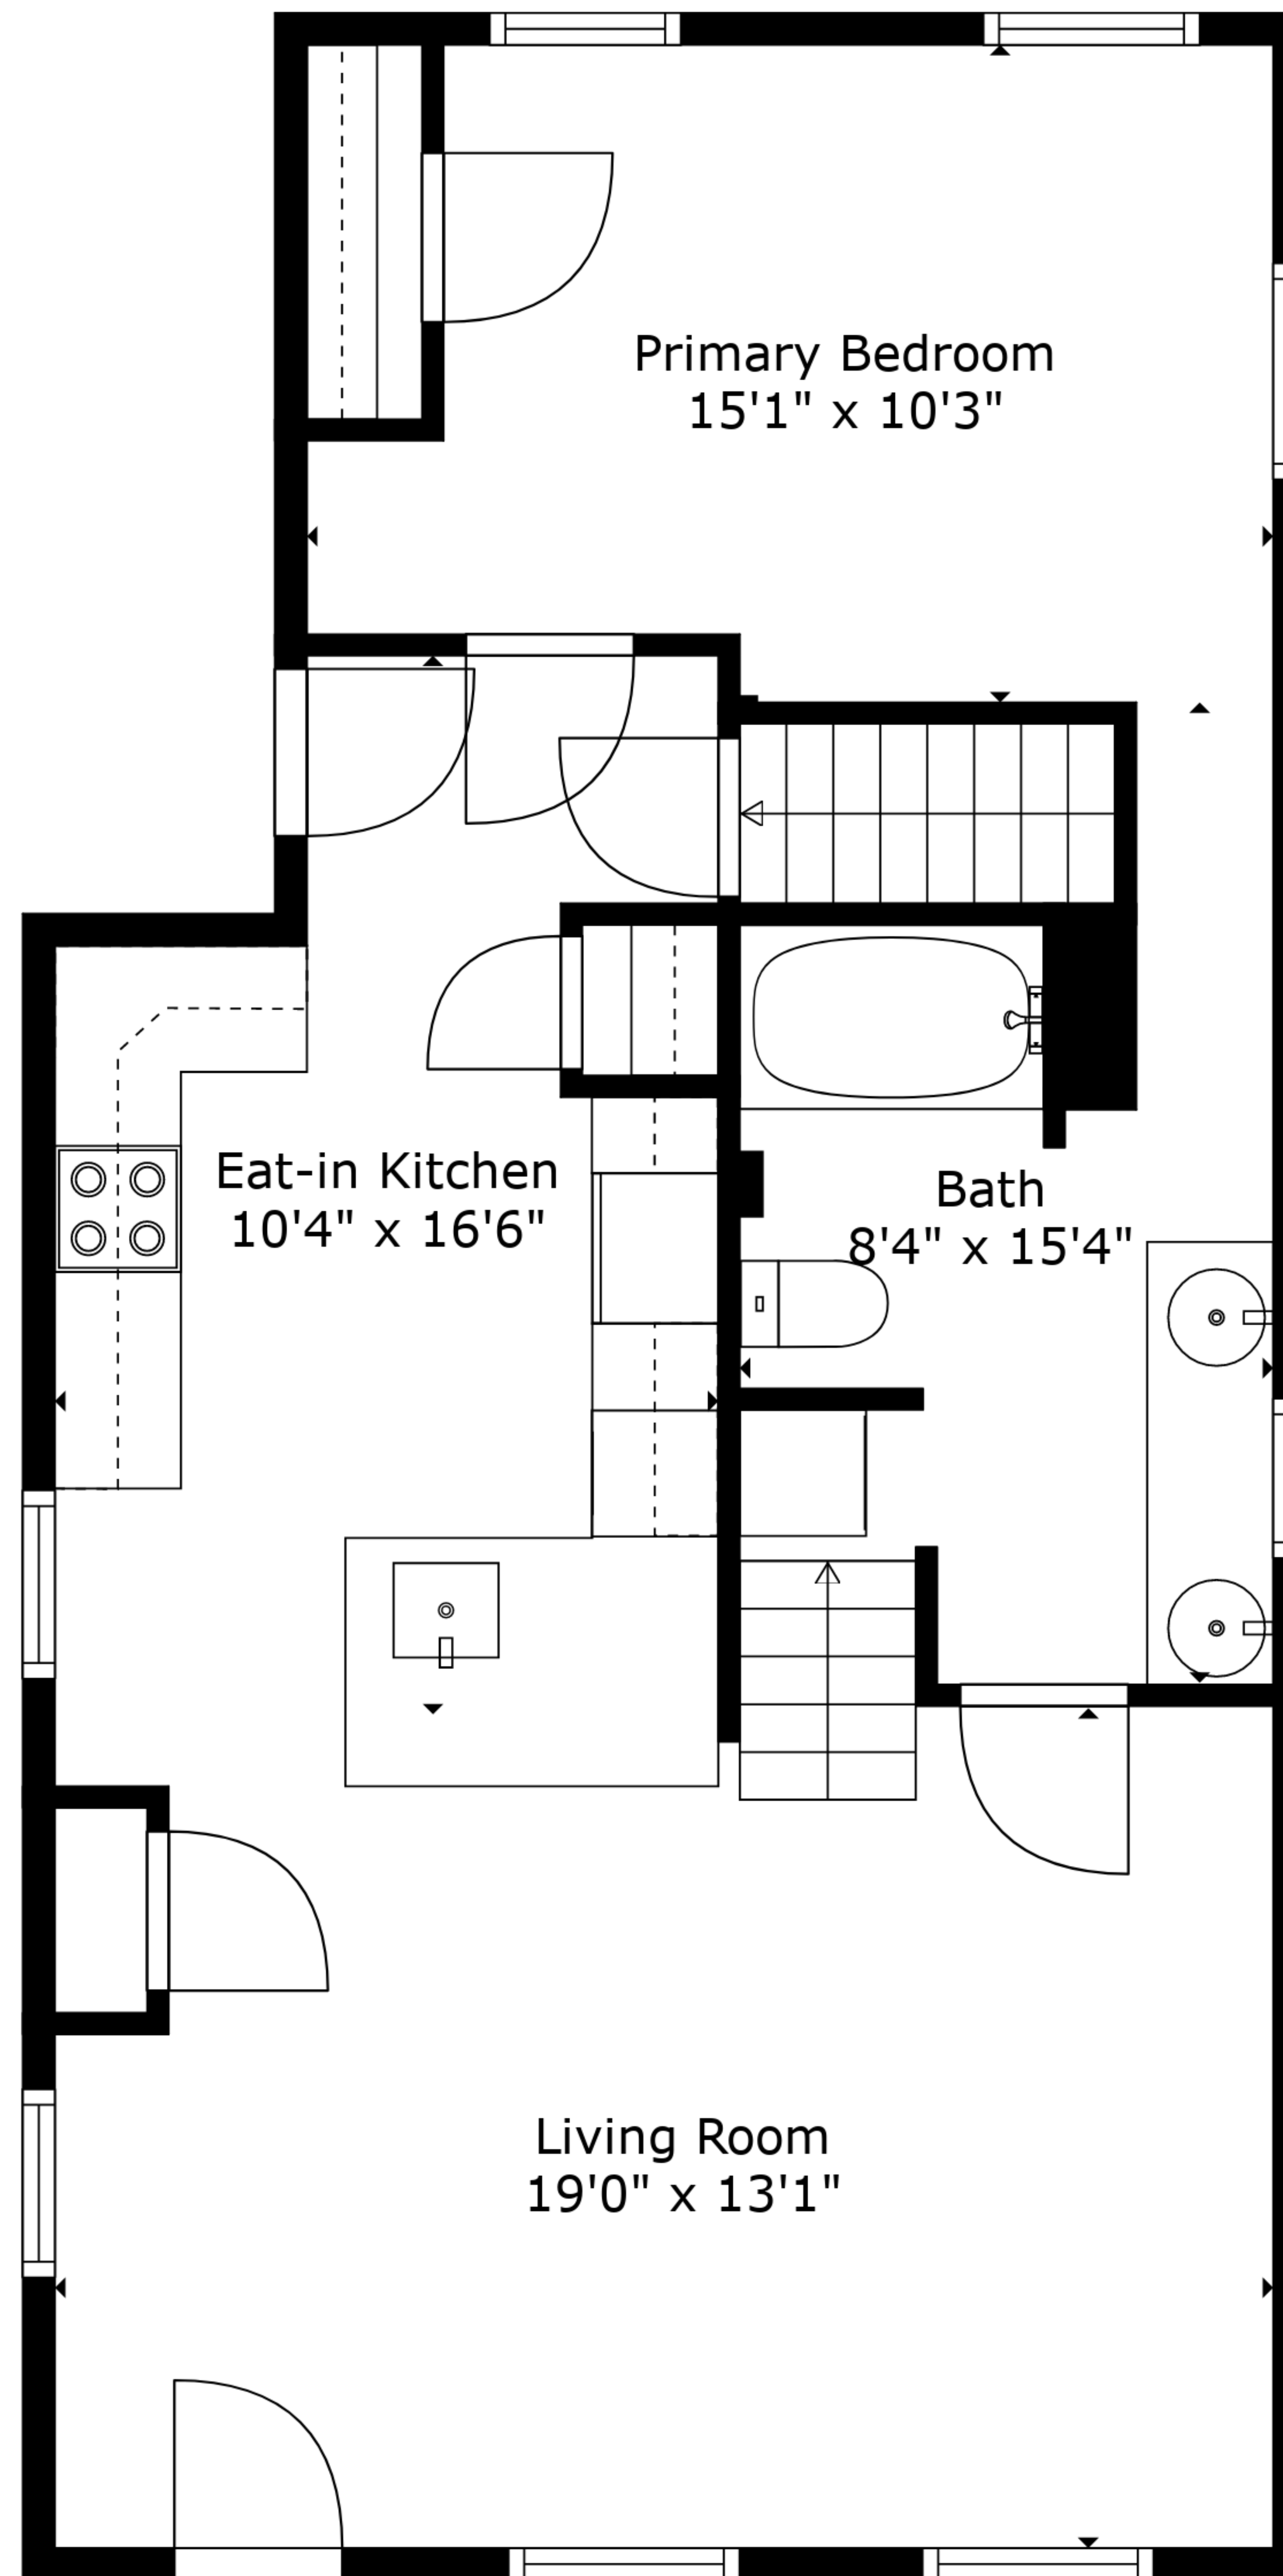 Primary Bedroom
15'1" x 10'3"
Eat-in Kitchen
10'4" x 16'6"
Bath
8'4" x 15'4"
Living Room
19'0" x 13'1"